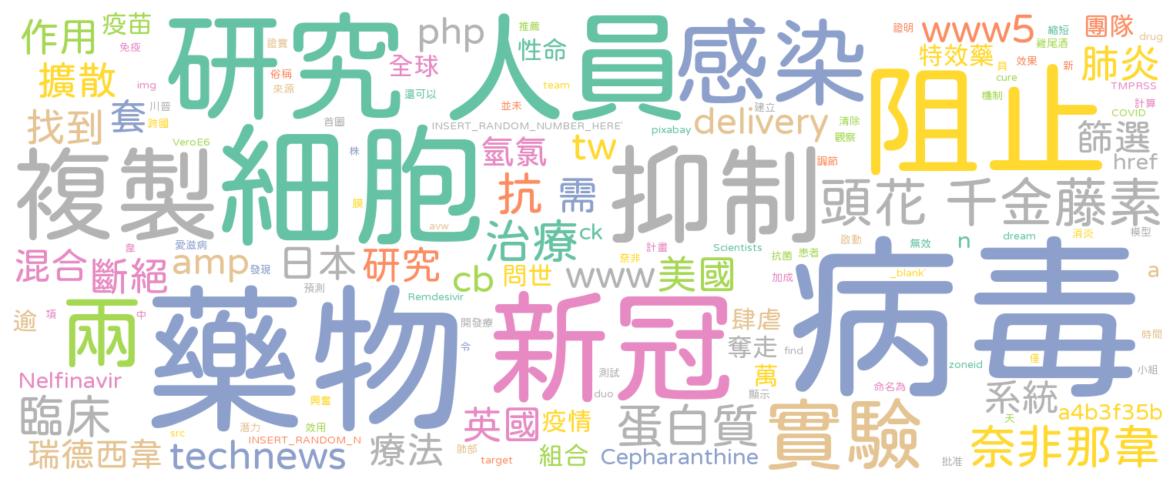 作用
疫苗
免疫
img
擴散
證實
俗稱
來源
研究人員
php
全球
還可以
推薦
性命
並未
team
感染
證明
www5
縮短
雞尾酒
團隊
drug
特效藥
效果
具
cure
新
肺炎
TMPRSS
機制
計算
COVID
找到
套
川普
跨國
VeroE6
首圖
INSERT_RANDOM_NUMBER_HERE'
pixabay
delivery
建立
清除
觀察
阻止
篩選
href
複製
細胞
株
膜
avw
氫氯
tw
抗
需
抑制
調節
頭花
千金藤素
治療
ck
計畫
Scientists
啟動
無效
n
dream
消炎
模型
混合
斷絕
韋
愛滋病
amp
發現
日本
預測
研究
cb
問世
奈非
www
美國
抗菌
患者
加成
_blank'
a
逾
項
中
兩
藥物
Remdesivir
開發療
令
新冠
肆虐
奪走
find
萬
病毒
zoneid
時間
僅
小組
Nelfinavir
臨床
興奮
測試
duo
顯示
命名為
系統
天
a4b3f35b
瑞德西韋
src
technews
潛力
效用
INSERT_RANDOM_N
療法
肺部
英國
target
疫情
組合
蛋白質
Cepharanthine
實驗
批准
奈非那韋